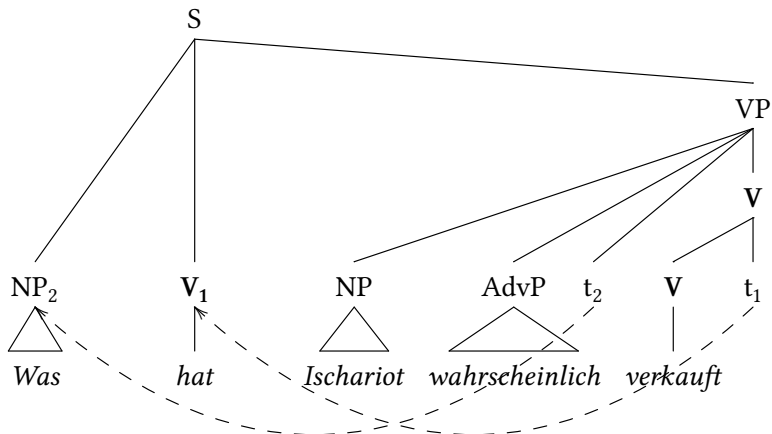 S
VP
V
NP₂ V₁ NP AdvP t₂ V t₁
Was hat Ischariot wahrscheinlich verkauft